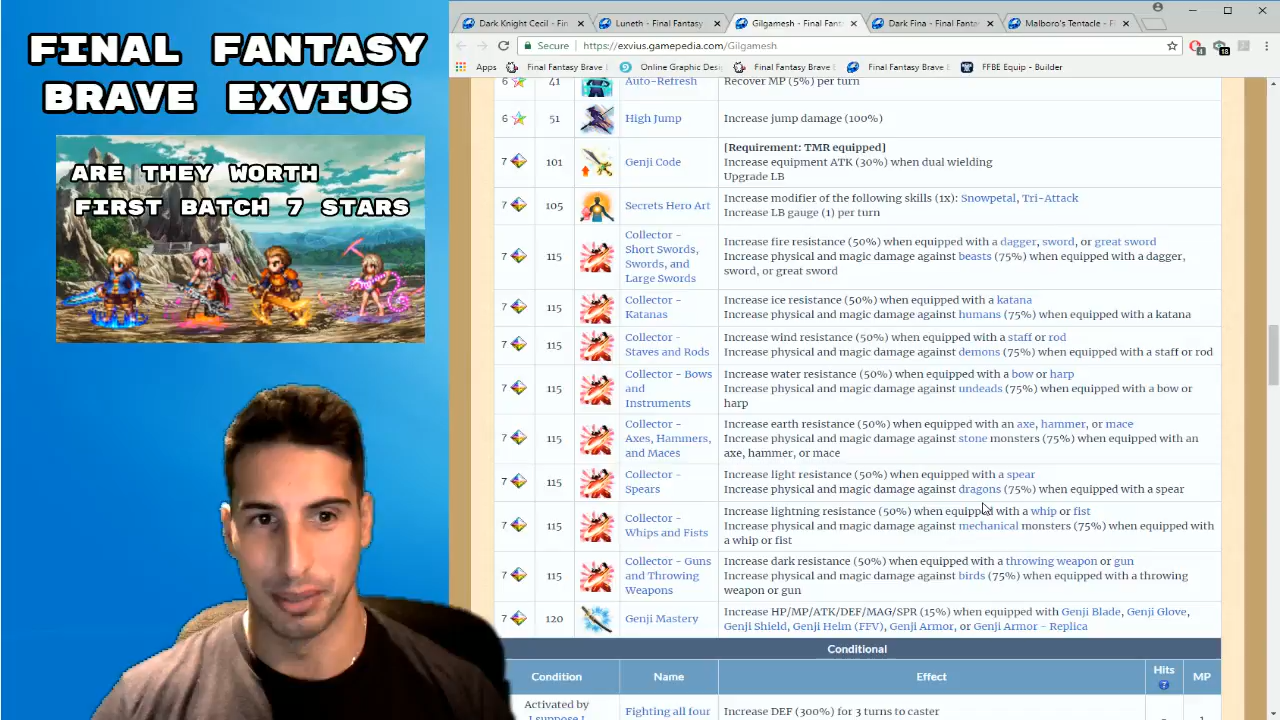 FINAL FANTASY
BRAVE EXVIUS
ARE THEY WORTH
FIRST BATCH 7 STARS
Dark Knight Cecil - Fin
Luneth - Final Fantasy
Gilgamesh - Final Fant
Dark Fina - Final Fanta
Malboro's Tentacle - F
Secure
https://exvius.gamepedia.com/Gilgamesh
Apps
Final Fantasy Brave
Online Graphic Desig
Final Fantasy Brave E
Final Fantasy Brave E
FFBE Equip - Builder
6 41 Auto-Refresh Recover MP (5%) per turn
6 51 High Jump Increase jump damage (100%)
7 101 Genji Code
[Requirement: TMR equipped]
Increase equipment ATK (30%) when dual wielding
Upgrade LB
7 105 Secrets Hero Art
Increase modifier of the following skills (1x): Snowpetal, Tri-Attack
Increase LB gauge (1) per turn
7 115
Collector -
Short Swords,
Swords, and
Large Swords
Increase fire resistance (50%) when equipped with a dagger, sword, or great sword
Increase physical and magic damage against beasts (75%) when equipped with a dagger,
sword, or great sword
7 115
Collector -
Katanas
Increase ice resistance (50%) when equipped with a katana
Increase physical and magic damage against humans (75%) when equipped with a katana
7 115
Collector -
Staves and Rods
Increase wind resistance (50%) when equipped with a staff or rod
Increase physical and magic damage against demons (75%) when equipped with a staff or rod
7 115
Collector - Bows
and
Instruments
Increase water resistance (50%) when equipped with a bow or harp
Increase physical and magic damage against undeads (75%) when equipped with a bow or
harp
7 115
Collector -
Axes, Hammers,
and Maces
Increase earth resistance (50%) when equipped with an axe, hammer, or mace
Increase physical and magic damage against stone monsters (75%) when equipped with an
axe, hammer, or mace
7 115
Collector -
Spears
Increase light resistance (50%) when equipped with a spear
Increase physical and magic damage against dragons (75%) when equipped with a spear
7 115
Collector -
Whips and Fists
Increase lightning resistance (50%) when equipped with a whip or fist
Increase physical and magic damage against mechanical monsters (75%) when equipped with
a whip or fist
7 115
Collector - Guns
and Throwing
Weapons
Increase dark resistance (50%) when equipped with a throwing weapon or gun
Increase physical and magic damage against birds (75%) when equipped with a throwing
weapon or gun
7 120 Genji Mastery
Increase HP/MP/ATK/DEF/MAG/SPR (15%) when equipped with Genji Blade, Genji Glove,
Genji Shield, Genji Helm (FFV), Genji Armor, or Genji Armor - Replica
Conditional
Condition Name Effect Hits MP
?
Activated by
Fighting all four
Increase DEF (300%) for 3 turns to caster